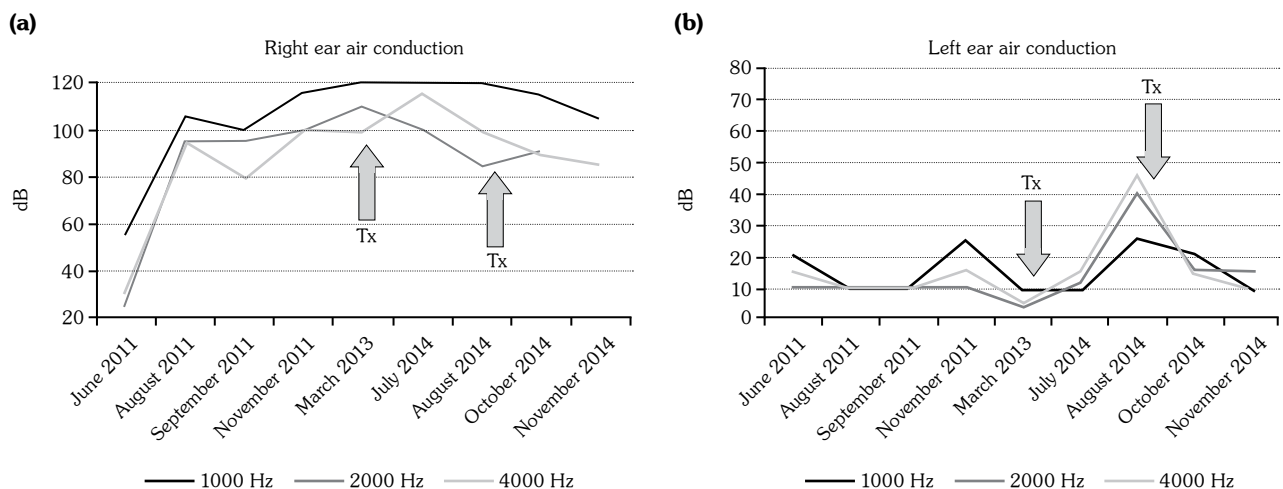 (a)
Right ear air conduction
120
100
80
60
40
20
dB
Tx
Tx
June 2011
August 2011
September 2011
November 2011
March 2013
July 2014
August 2014
October 2014
November 2014
1000 Hz 2000 Hz 4000 Hz
(b)
Left ear air conduction
80
70
60
50
40
30
20
10
0
dB
Tx
Tx
June 2011
August 2011
September 2011
November 2011
March 2013
July 2014
August 2014
October 2014
November 2014
1000 Hz 2000 Hz 4000 Hz